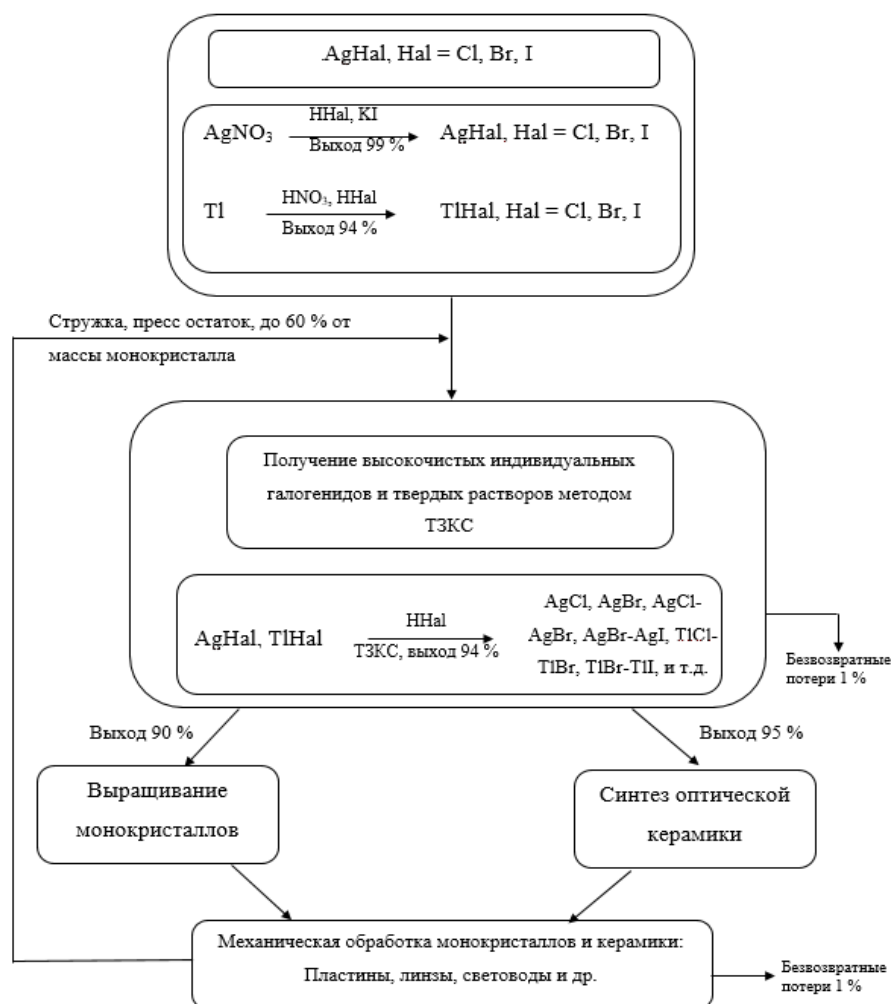 .AgHal, Hal = Cl, Br, I
AgNO₃
HHal, KI
Выход 99 %
AgHal, Hal = Cl, Br, I
Tl
HNO₃, HHal
Выход 94 %
TlHal, Hal = Cl, Br, I
Стружка, пресс остаток, до 60 % от
массы монокристалла
Получение высокочистых индивидуальных
галогенидов и твердых растворов методом
ТЗКС
AgHal, TlHal
HHal
ТЗКС, выход 94 %
AgCl, AgBr, AgCl-
AgBr, AgBr-AgI, TlCl-
TlBr, TlBr-TlI, и т.д.
Безвозвратные
потери 1 %
Выход 90 %
Выход 95 %
Выращивание
монокристаллов
Синтез оптической
керамики
Механическая обработка монокристаллов и керамики:
Пластины, линзы, световоды и др.
Безвозвратные
потери 1 %